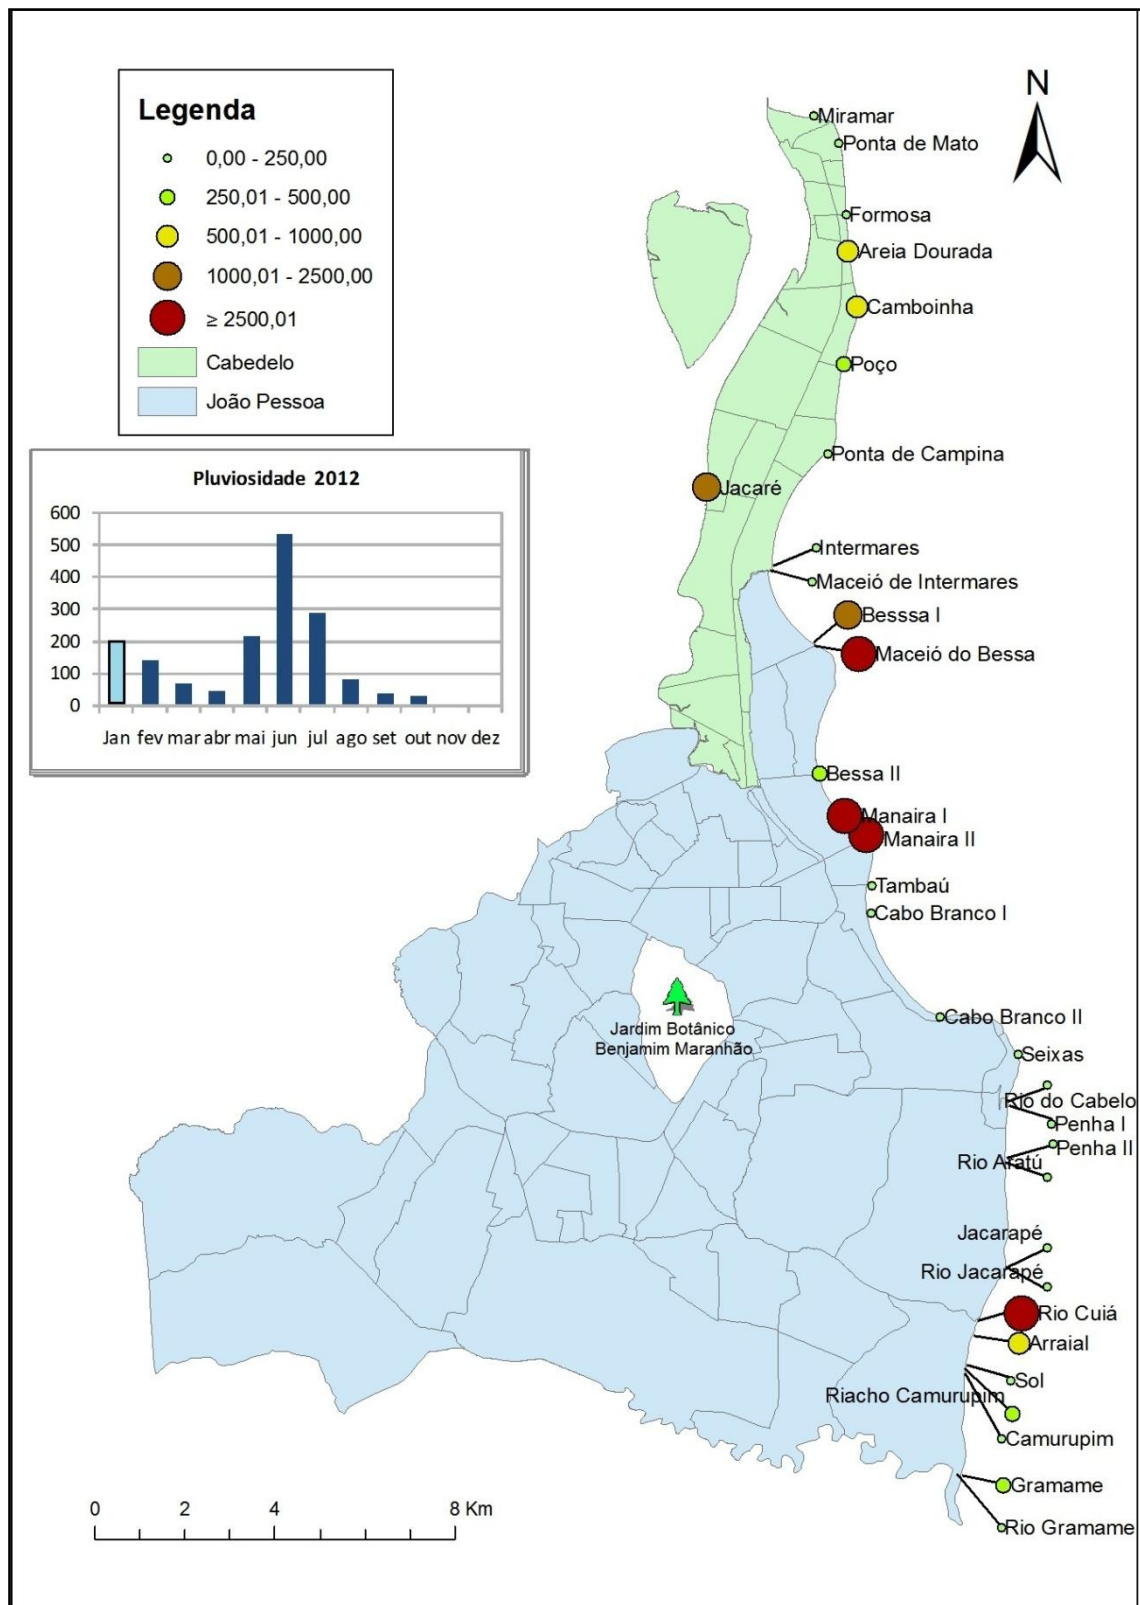 Legenda
0,00 - 250,00
250,01 - 500,00
500,01 - 1000,00
1000,01 - 2500,00
≥ 2500,01
Cabedelo
João Pessoa
N
Pluviosidade 2012
600
500
400
300
200
100
0
Jan fev mar abr mai jun jul ago set out nov dez
Miramar
Ponta de Mato
Formosa
Areia Dourada
Camboinha
Poço
Ponta de Campina
Jacaré
Intermares
Maceió de Intermares
Besssa I
Maceió do Bessa
Bessa II
Manaira I
Manaira II
Tambaú
Cabo Branco I
Jardim Botânico
Benjamim Maranhão
Cabo Branco II
Seixas
Rio do Cabelo
Penha I
Penha II
Rio Aratú
Jacarapé
Rio Jacarapé
Rio Cuiá
Arraial
Sol
Riacho Camurupim
Camurupim
Gramame
Rio Gramame
0 2 4 8 Km